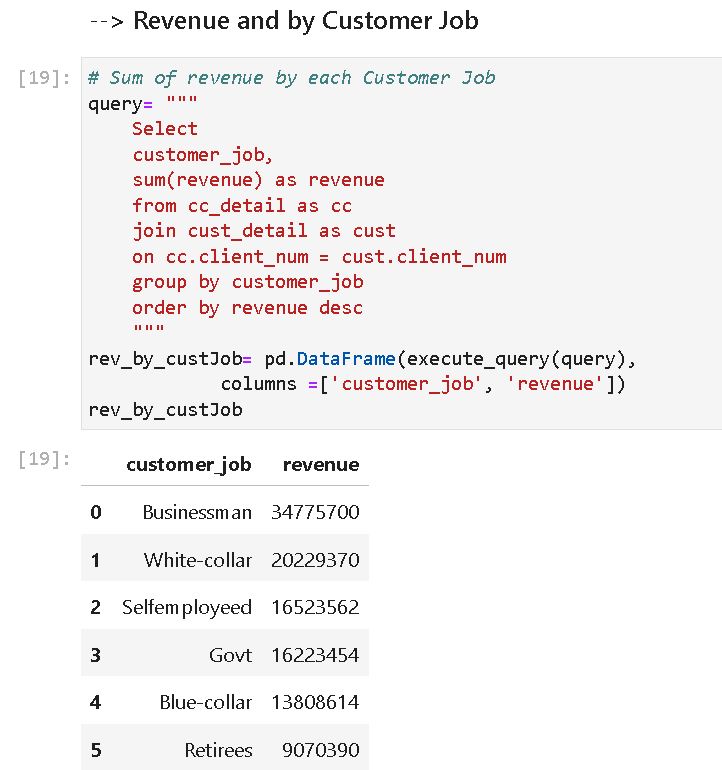 --> Revenue and by Customer Job
[19]: # Sum of revenue by each Customer Job
query= """
Select
customer_job,
sum(revenue) as revenue
from cc_detail as cc
join cust_detail as cust
on cc.client_num = cust.client_num
group by customer_job
order by revenue desc
"""
rev_by_custJob= pd.DataFrame(execute_query(query),
columns =['customer_job', 'revenue'])
rev_by_custJob
[19]:
customer_job revenue
0 Businessman 34775700
1 White-collar 20229370
2 Selfemployeed 16523562
3 Govt 16223454
4 Blue-collar 13808614
5 Retirees 9070390